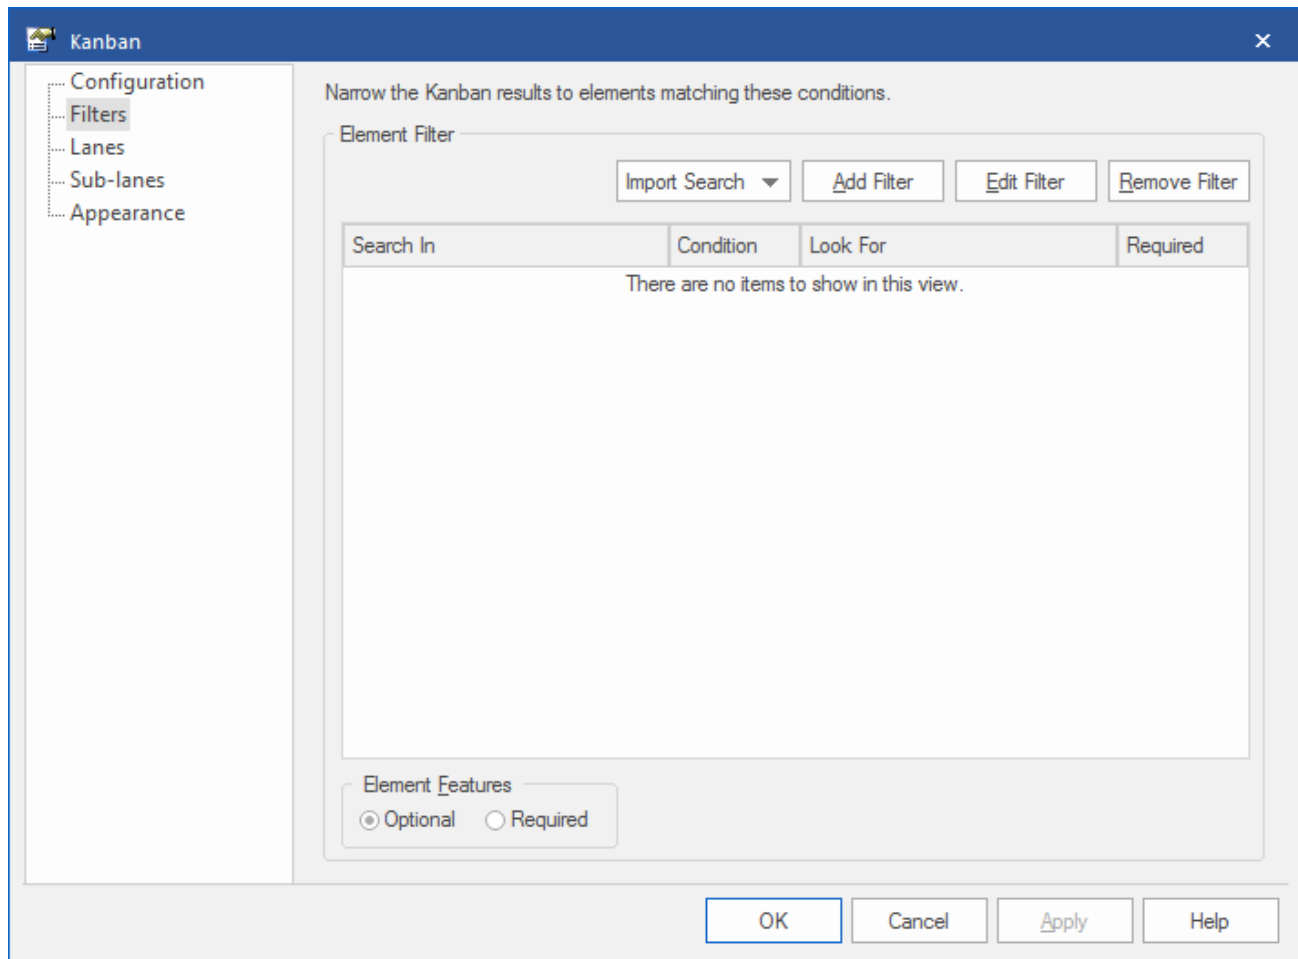 Kanban
Configuration
Filters
Lanes
Sub-lanes
Appearance
Narrow the Kanban results to elements matching these conditions.
Element Filter
Import Search Add Filter Edit Filter Remove Filter
Search In Condition Look For Required
There are no items to show in this view.
Element Features
Optional Required
OK Cancel Apply Help